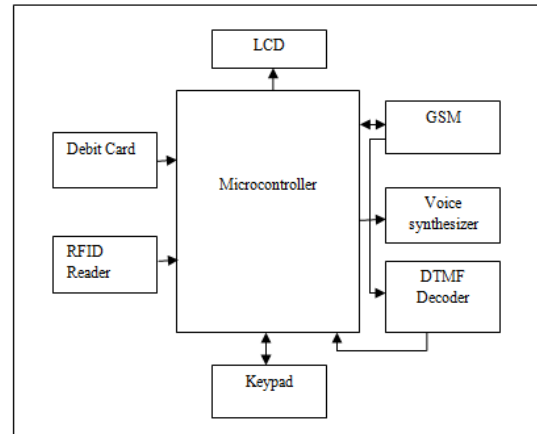 LCD
GSM
Debit Card
Microcontroller
Voice
synthesizer
RFID
Reader
DTMF
Decoder
Keypad